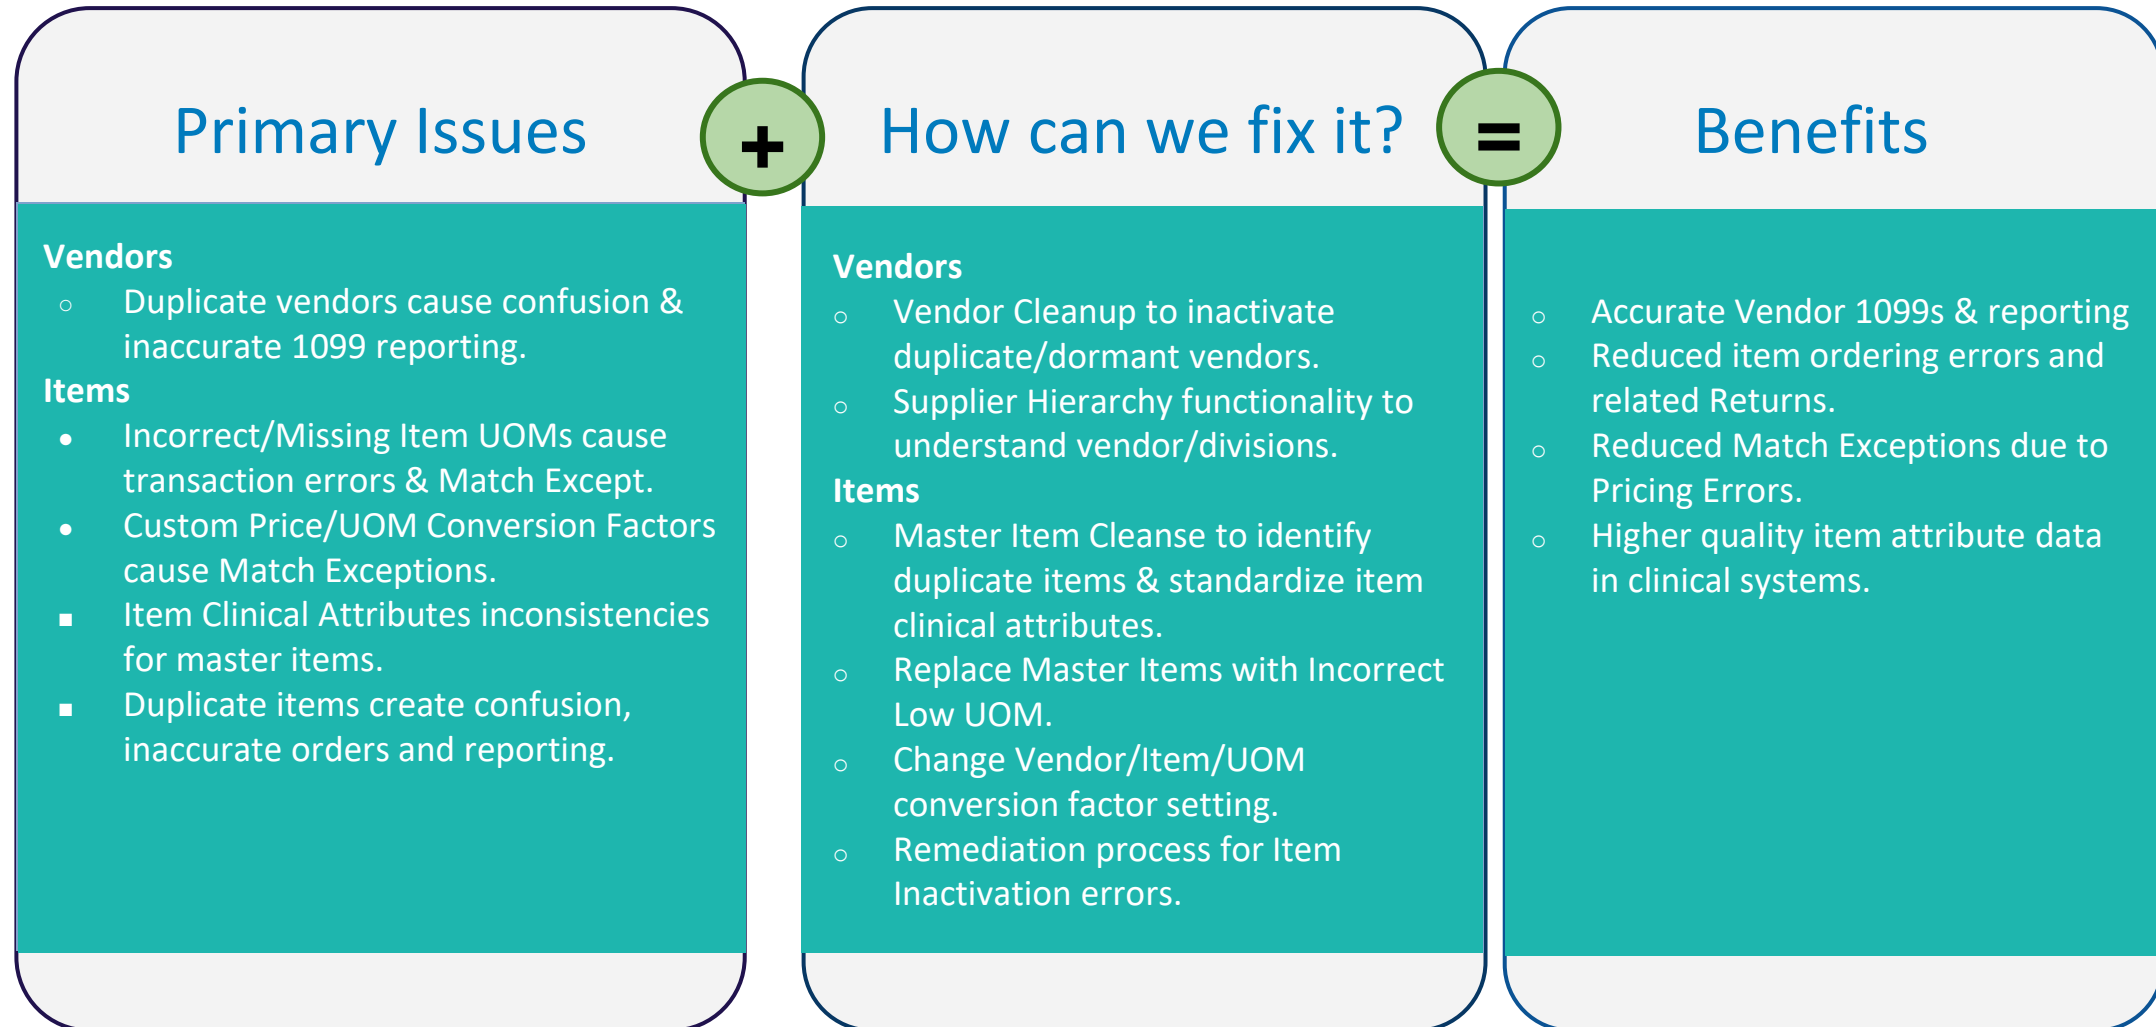 Primary Issues
+
How can we fix it?
=
Benefits
Vendors
○ Duplicate vendors cause confusion &
inaccurate 1099 reporting.
Items
● Incorrect/Missing Item UOMs cause
transaction errors & Match Except.
● Custom Price/UOM Conversion Factors
cause Match Exceptions.
■ Item Clinical Attributes inconsistencies
for master items.
■ Duplicate items create confusion,
inaccurate orders and reporting.
Vendors
○ Vendor Cleanup to inactivate
duplicate/dormant vendors.
○ Supplier Hierarchy functionality to
understand vendor/divisions.
Items
○ Master Item Cleanse to identify
duplicate items & standardize item
clinical attributes.
○ Replace Master Items with Incorrect
Low UOM.
○ Change Vendor/Item/UOM
conversion factor setting.
○ Remediation process for Item
Inactivation errors.
○ Accurate Vendor 1099s & reporting
○ Reduced item ordering errors and
related Returns.
○ Reduced Match Exceptions due to
Pricing Errors.
○ Higher quality item attribute data
in clinical systems.